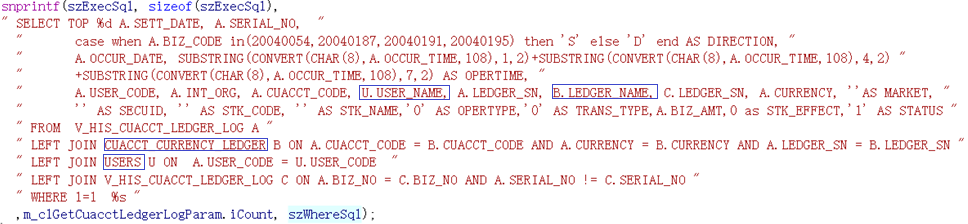 snprintf(szExecSql, sizeof(szExecSql),
" SELECT TOP %d A.SETT_DATE, A.SERIAL_NO, "
" case when A.BIZ_CODE in(20040054,20040187,20040191,20040195) then 'S' else 'D' end AS DIRECTION, "
" A.OCCUR_DATE, SUBSTRING(CONVERT(CHAR(8),A.OCCUR_TIME,108),1,2)+SUBSTRING(CONVERT(CHAR(8),A.OCCUR_TIME,108),4,2) "
" +SUBSTRING(CONVERT(CHAR(8),A.OCCUR_TIME,108),7,2) AS OPERTIME, "
" A.USER_CODE, A.INT_ORG, A.CUACCT_CODE, U.USER_NAME, A.LEDGER_SN, B.LEDGER_NAME, C.LEDGER_SN, A.CURRENCY, ''AS MARKET, "
" '' AS SECUID, '' AS STK_CODE, '' AS STK_NAME,'0' AS OPERTYPE,'0' AS TRANS_TYPE,A.BIZ_AMT,0 as STK_EFFECT,'1' AS STATUS "
" FROM V_HIS_CUACCT_LEDGER_LOG A "
" LEFT JOIN CUACCT_CURRENCY_LEDGER B ON A.CUACCT_CODE = B.CUACCT_CODE AND A.CURRENCY = B.CURRENCY AND A.LEDGER_SN = B.LEDGER_SN "
" LEFT JOIN USERS U ON A.USER_CODE = U.USER_CODE "
" LEFT JOIN V_HIS_CUACCT_LEDGER_LOG C ON A.BIZ_NO = C.BIZ_NO AND A.SERIAL_NO != C.SERIAL_NO "
" WHERE 1=1 %s "
,m_clGetCuacctLedgerLogParam.iCount, szWhereSql);